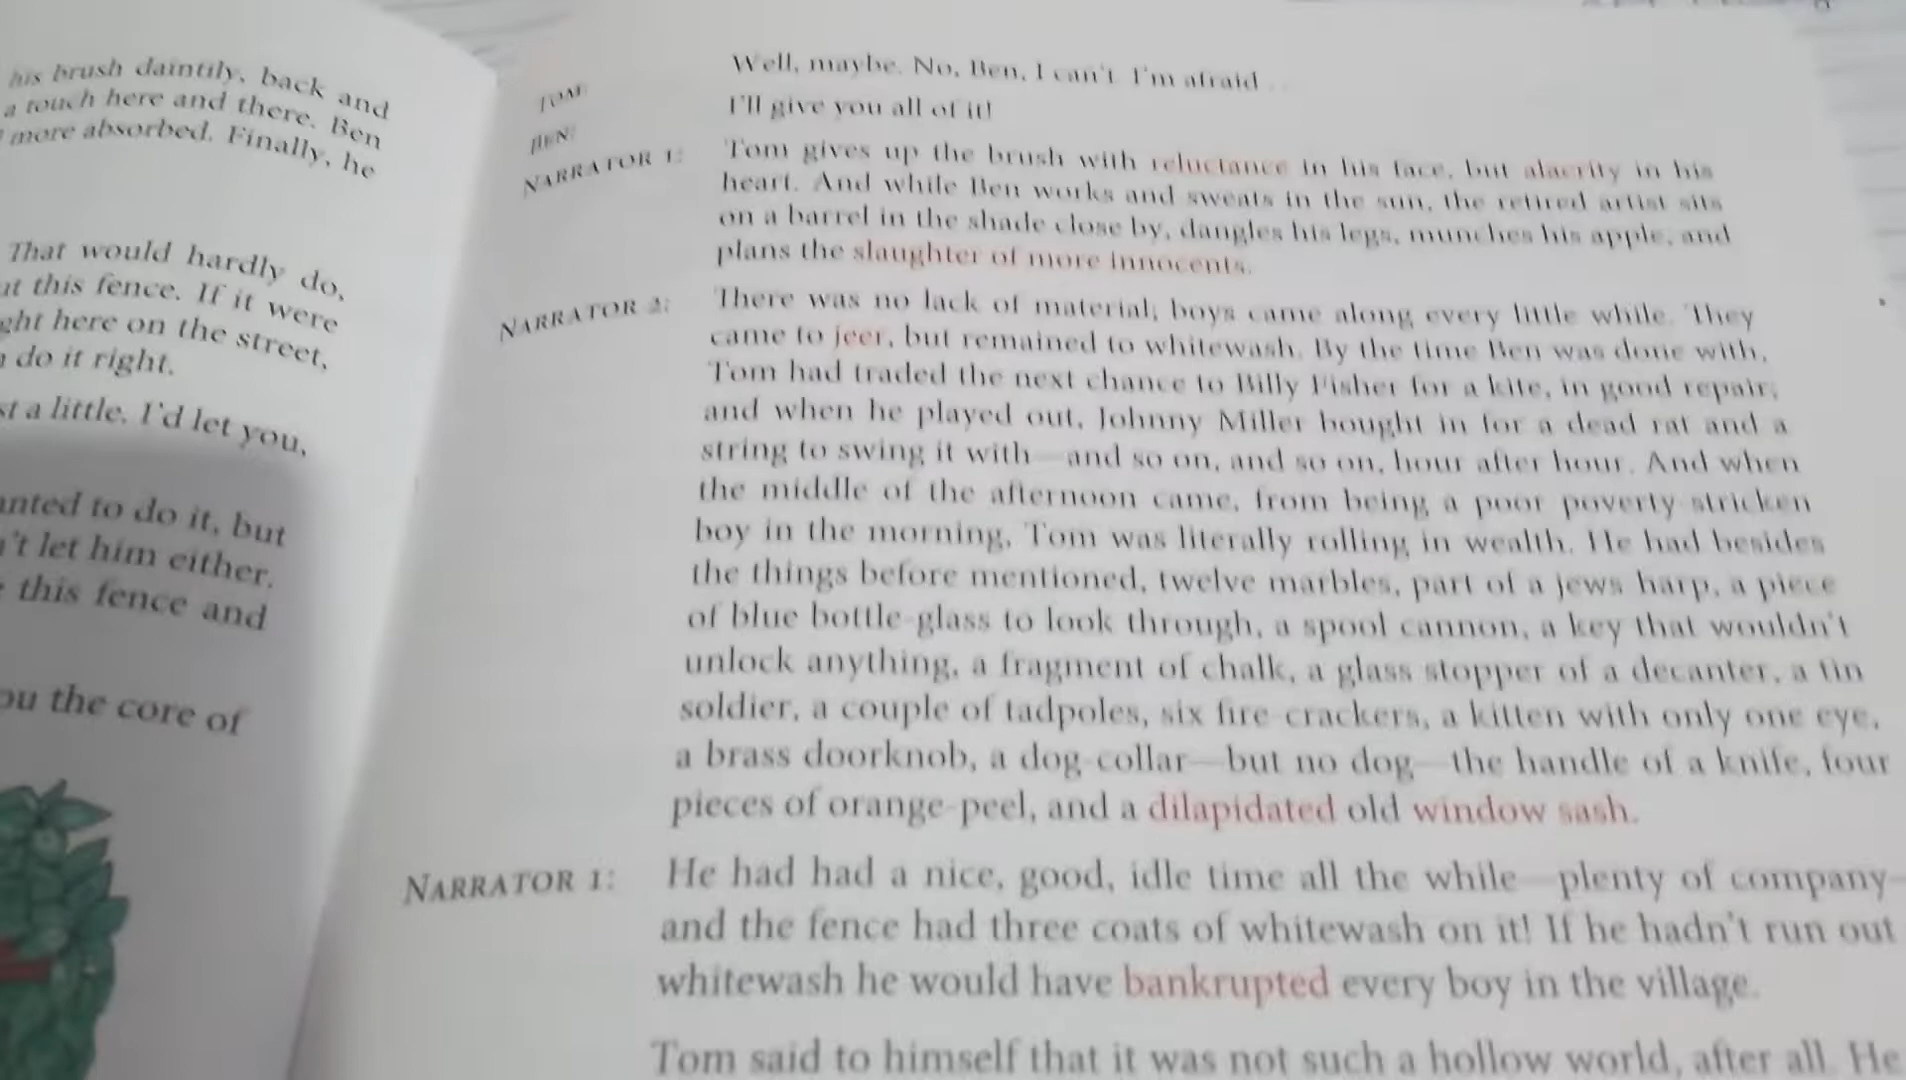 his brush daintily, back and
a touch here and there. Ben
more absorbed. Finally, he
That would hardly do,
this fence. If it were
right here on the street,
do it right.
a little. I'd let you,
to do it, but
let him either.
this fence and
the core of
TOM: Well, maybe. No, Ben, I can't. I'm afraid . . .
BEN: I'll give you all of it!
NARRATOR 1: Tom gives up the brush with reluctance in his face, but alacrity in his
heart. And while Ben works and sweats in the sun, the retired artist sits
on a barrel in the shade close by, dangles his legs, munches his apple, and
plans the slaughter of more innocents.
NARRATOR 2: There was no lack of material; boys came along every little while. They
came to jeer, but remained to whitewash. By the time Ben was done with,
Tom had traded the next chance to Billy Fisher for a kite, in good repair;
and when he played out, Johnny Miller bought in for a dead rat and a
string to swing it with—and so on, and so on, hour after hour. And when
the middle of the afternoon came, from being a poor poverty-stricken
boy in the morning, Tom was literally rolling in wealth. He had besides
the things before mentioned, twelve marbles, part of a jews harp, a piece
of blue bottle-glass to look through, a spool cannon, a key that wouldn't
unlock anything, a fragment of chalk, a glass stopper of a decanter, a tin
soldier, a couple of tadpoles, six fire-crackers, a kitten with only one eye,
a brass doorknob, a dog-collar—but no dog—the handle of a knife, four
pieces of orange-peel, and a dilapidated old window sash.
NARRATOR 1: He had had a nice, good, idle time all the while—plenty of company—
and the fence had three coats of whitewash on it! If he hadn't run out
whitewash he would have bankrupted every boy in the village.
Tom said to himself that it was not such a hollow world, after all. He